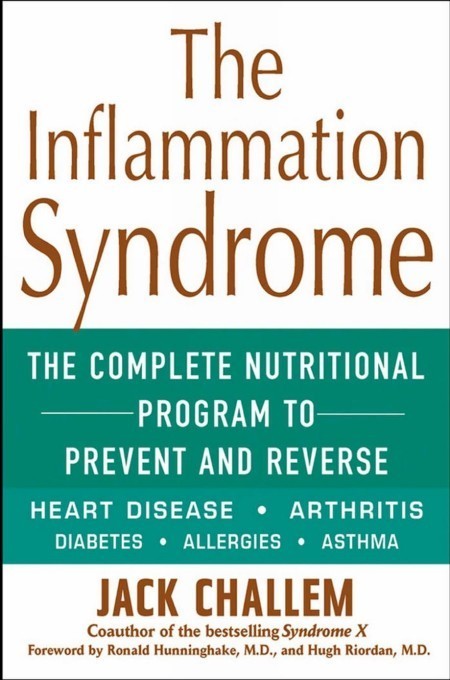 The
Inflammation
Syndrome
THE COMPLETE NUTRITIONAL
PROGRAM TO
PREVENT AND REVERSE
HEART DISEASE • ARTHRITIS
DIABETES • ALLERGIES • ASTHMA
JACK CHALLEM
Coauthor of the bestselling Syndrome X
Foreword by Ronald Hunninghake, M.D., and Hugh Riordan, M.D.